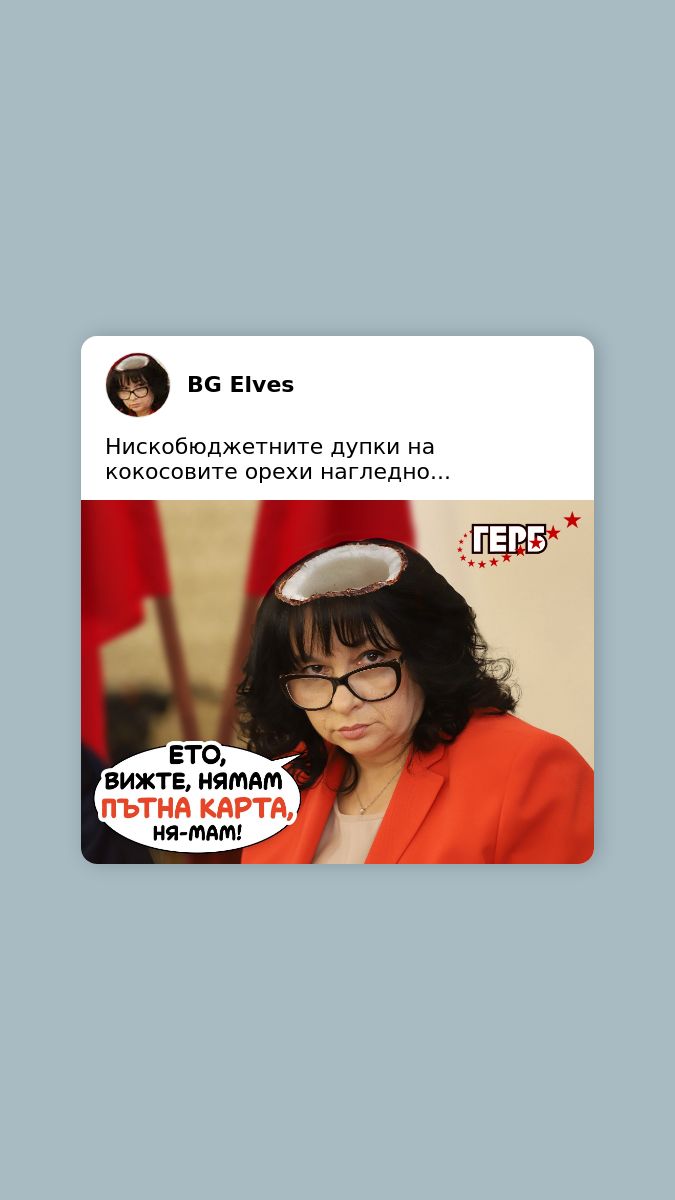 BG Elves
Нискобюджетните дупки на
кокосовите орехи нагледно...
ГЕРБ
ЕТО,
ВИЖТЕ, НЯМАМ
ПЪТНА КАРТА,
НЯ-МАМ!